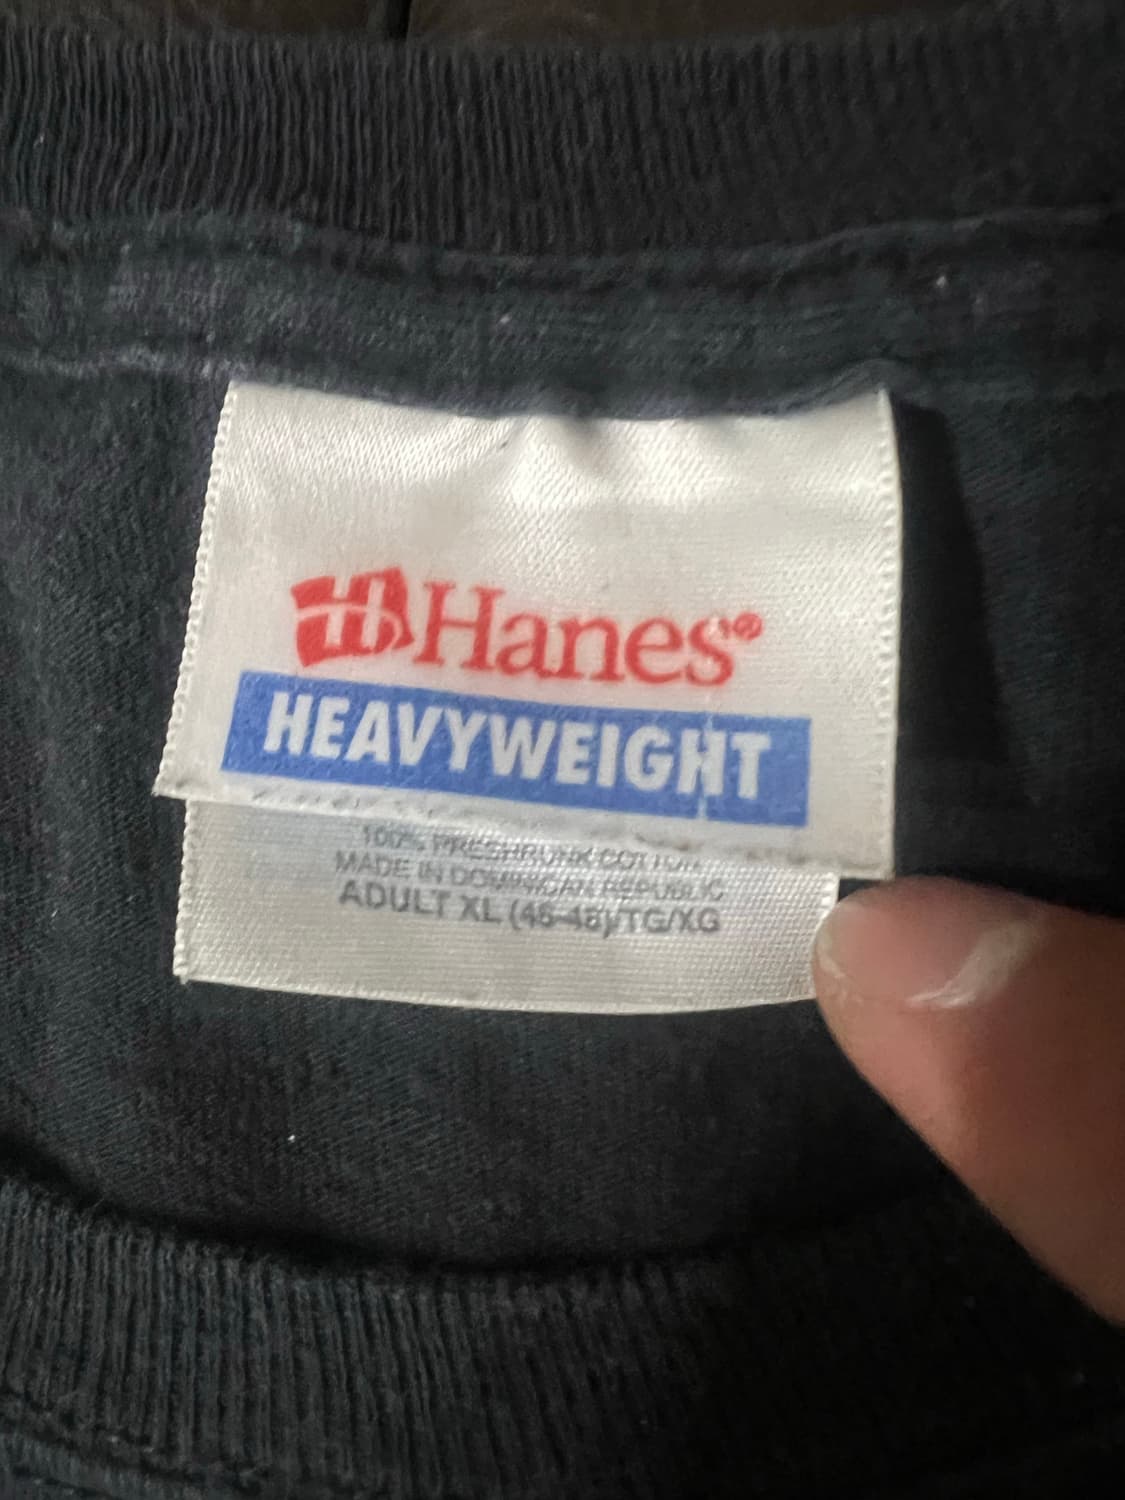 Hanes®
HEAVYWEIGHT
100% PRESHRUNK COTTON
MADE IN DOMINICAN REPUBLIC
ADULT XL (46-48)/TG/XG